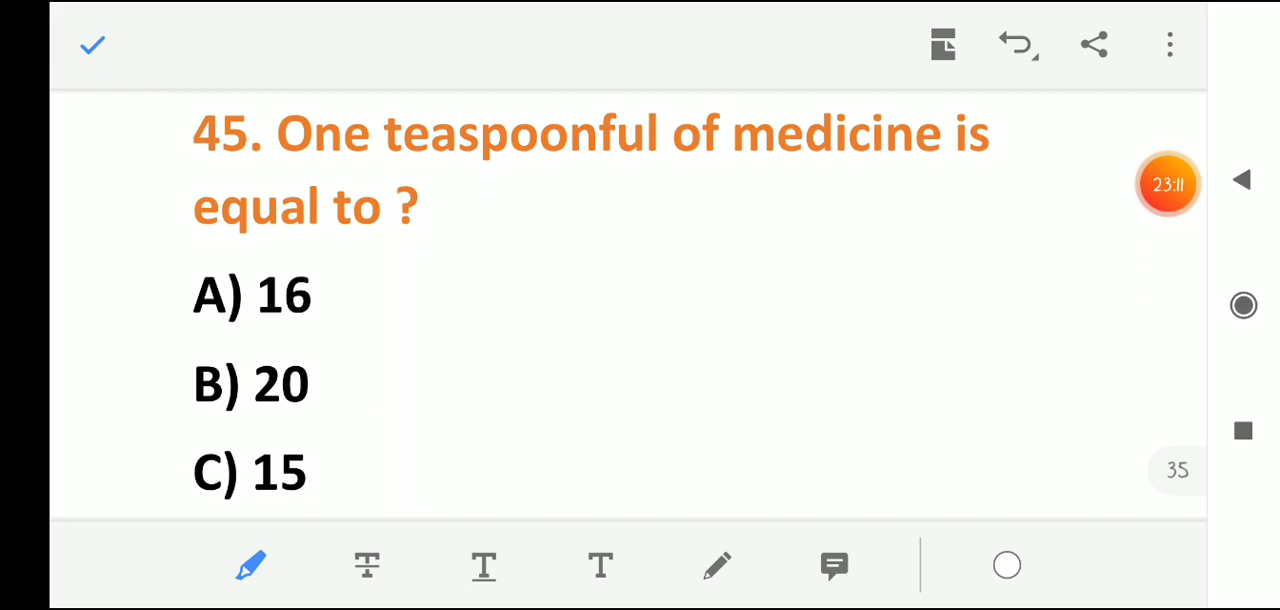 45. One teaspoonful of medicine is
equal to ?
23:11
A) 16
B) 20
C) 15
35
T
T
T